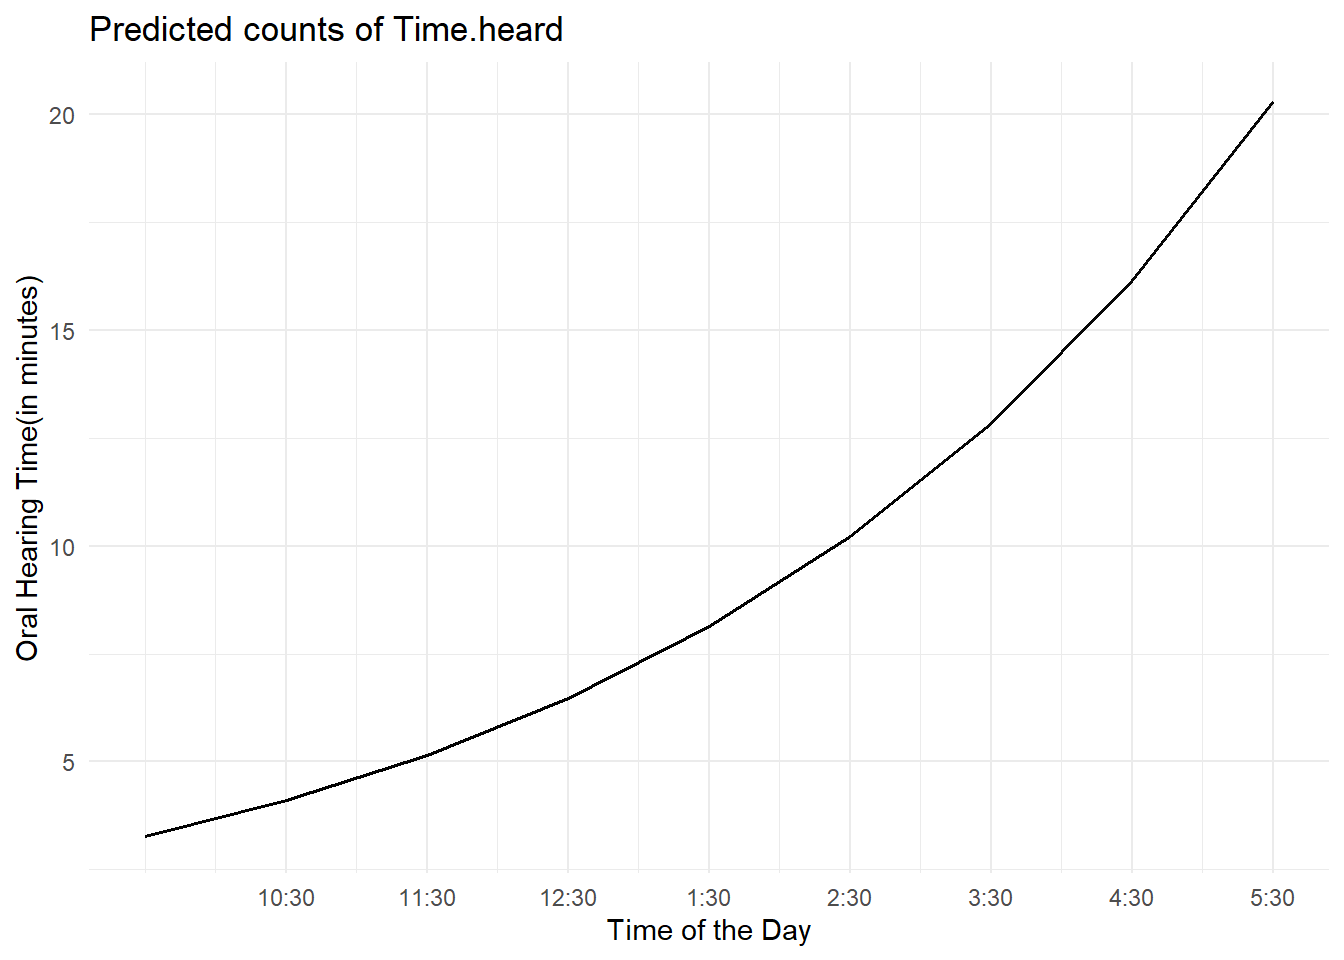 Predicted counts of Time.heard
Oral Hearing Time(in minutes)
20
15
10
5
10:30 11:30 12:30 1:30 2:30 3:30 4:30 5:30
Time of the Day